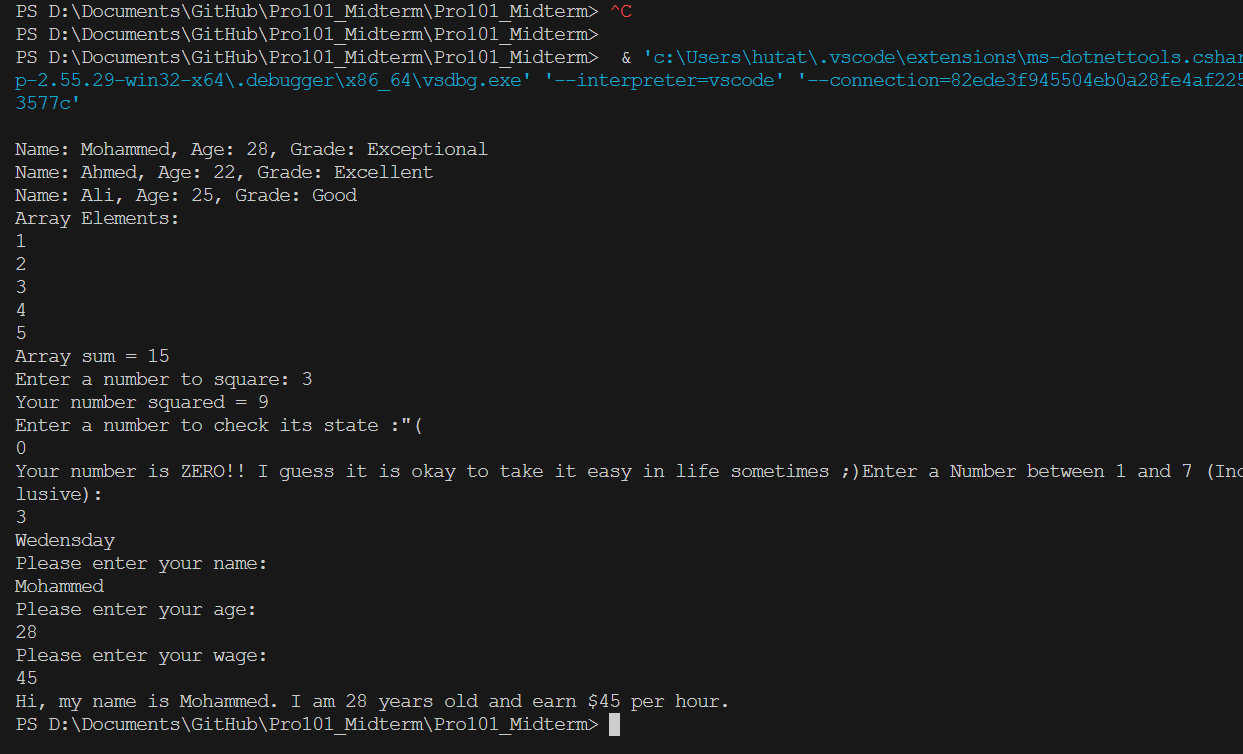 PS D:\Documents\GitHub\Pro101_Midterm\Pro101_Midterm> ^C
PS D:\Documents\GitHub\Pro101_Midterm\Pro101_Midterm>
PS D:\Documents\GitHub\Pro101_Midterm\Pro101_Midterm>  & 'c:\Users\hutat\.vscode\extensions\ms-dotnettools.cshar
p-2.55.29-win32-x64\.debugger\x86_64\vsdbg.exe' '--interpreter=vscode' '--connection=82ede3f945504eb0a28fe4af225
3577c'
Name: Mohammed, Age: 28, Grade: Exceptional
Name: Ahmed, Age: 22, Grade: Excellent
Name: Ali, Age: 25, Grade: Good
Array Elements:
1
2
3
4
5
Array sum = 15
Enter a number to square: 3
Your number squared = 9
Enter a number to check its state :"(
0
Your number is ZERO!! I guess it is okay to take it easy in life sometimes ;)Enter a Number between 1 and 7 (Inc
lusive):
3
Wedensday
Please enter your name:
Mohammed
Please enter your age:
28
Please enter your wage:
45
Hi, my name is Mohammed. I am 28 years old and earn $45 per hour.
PS D:\Documents\GitHub\Pro101_Midterm\Pro101_Midterm>